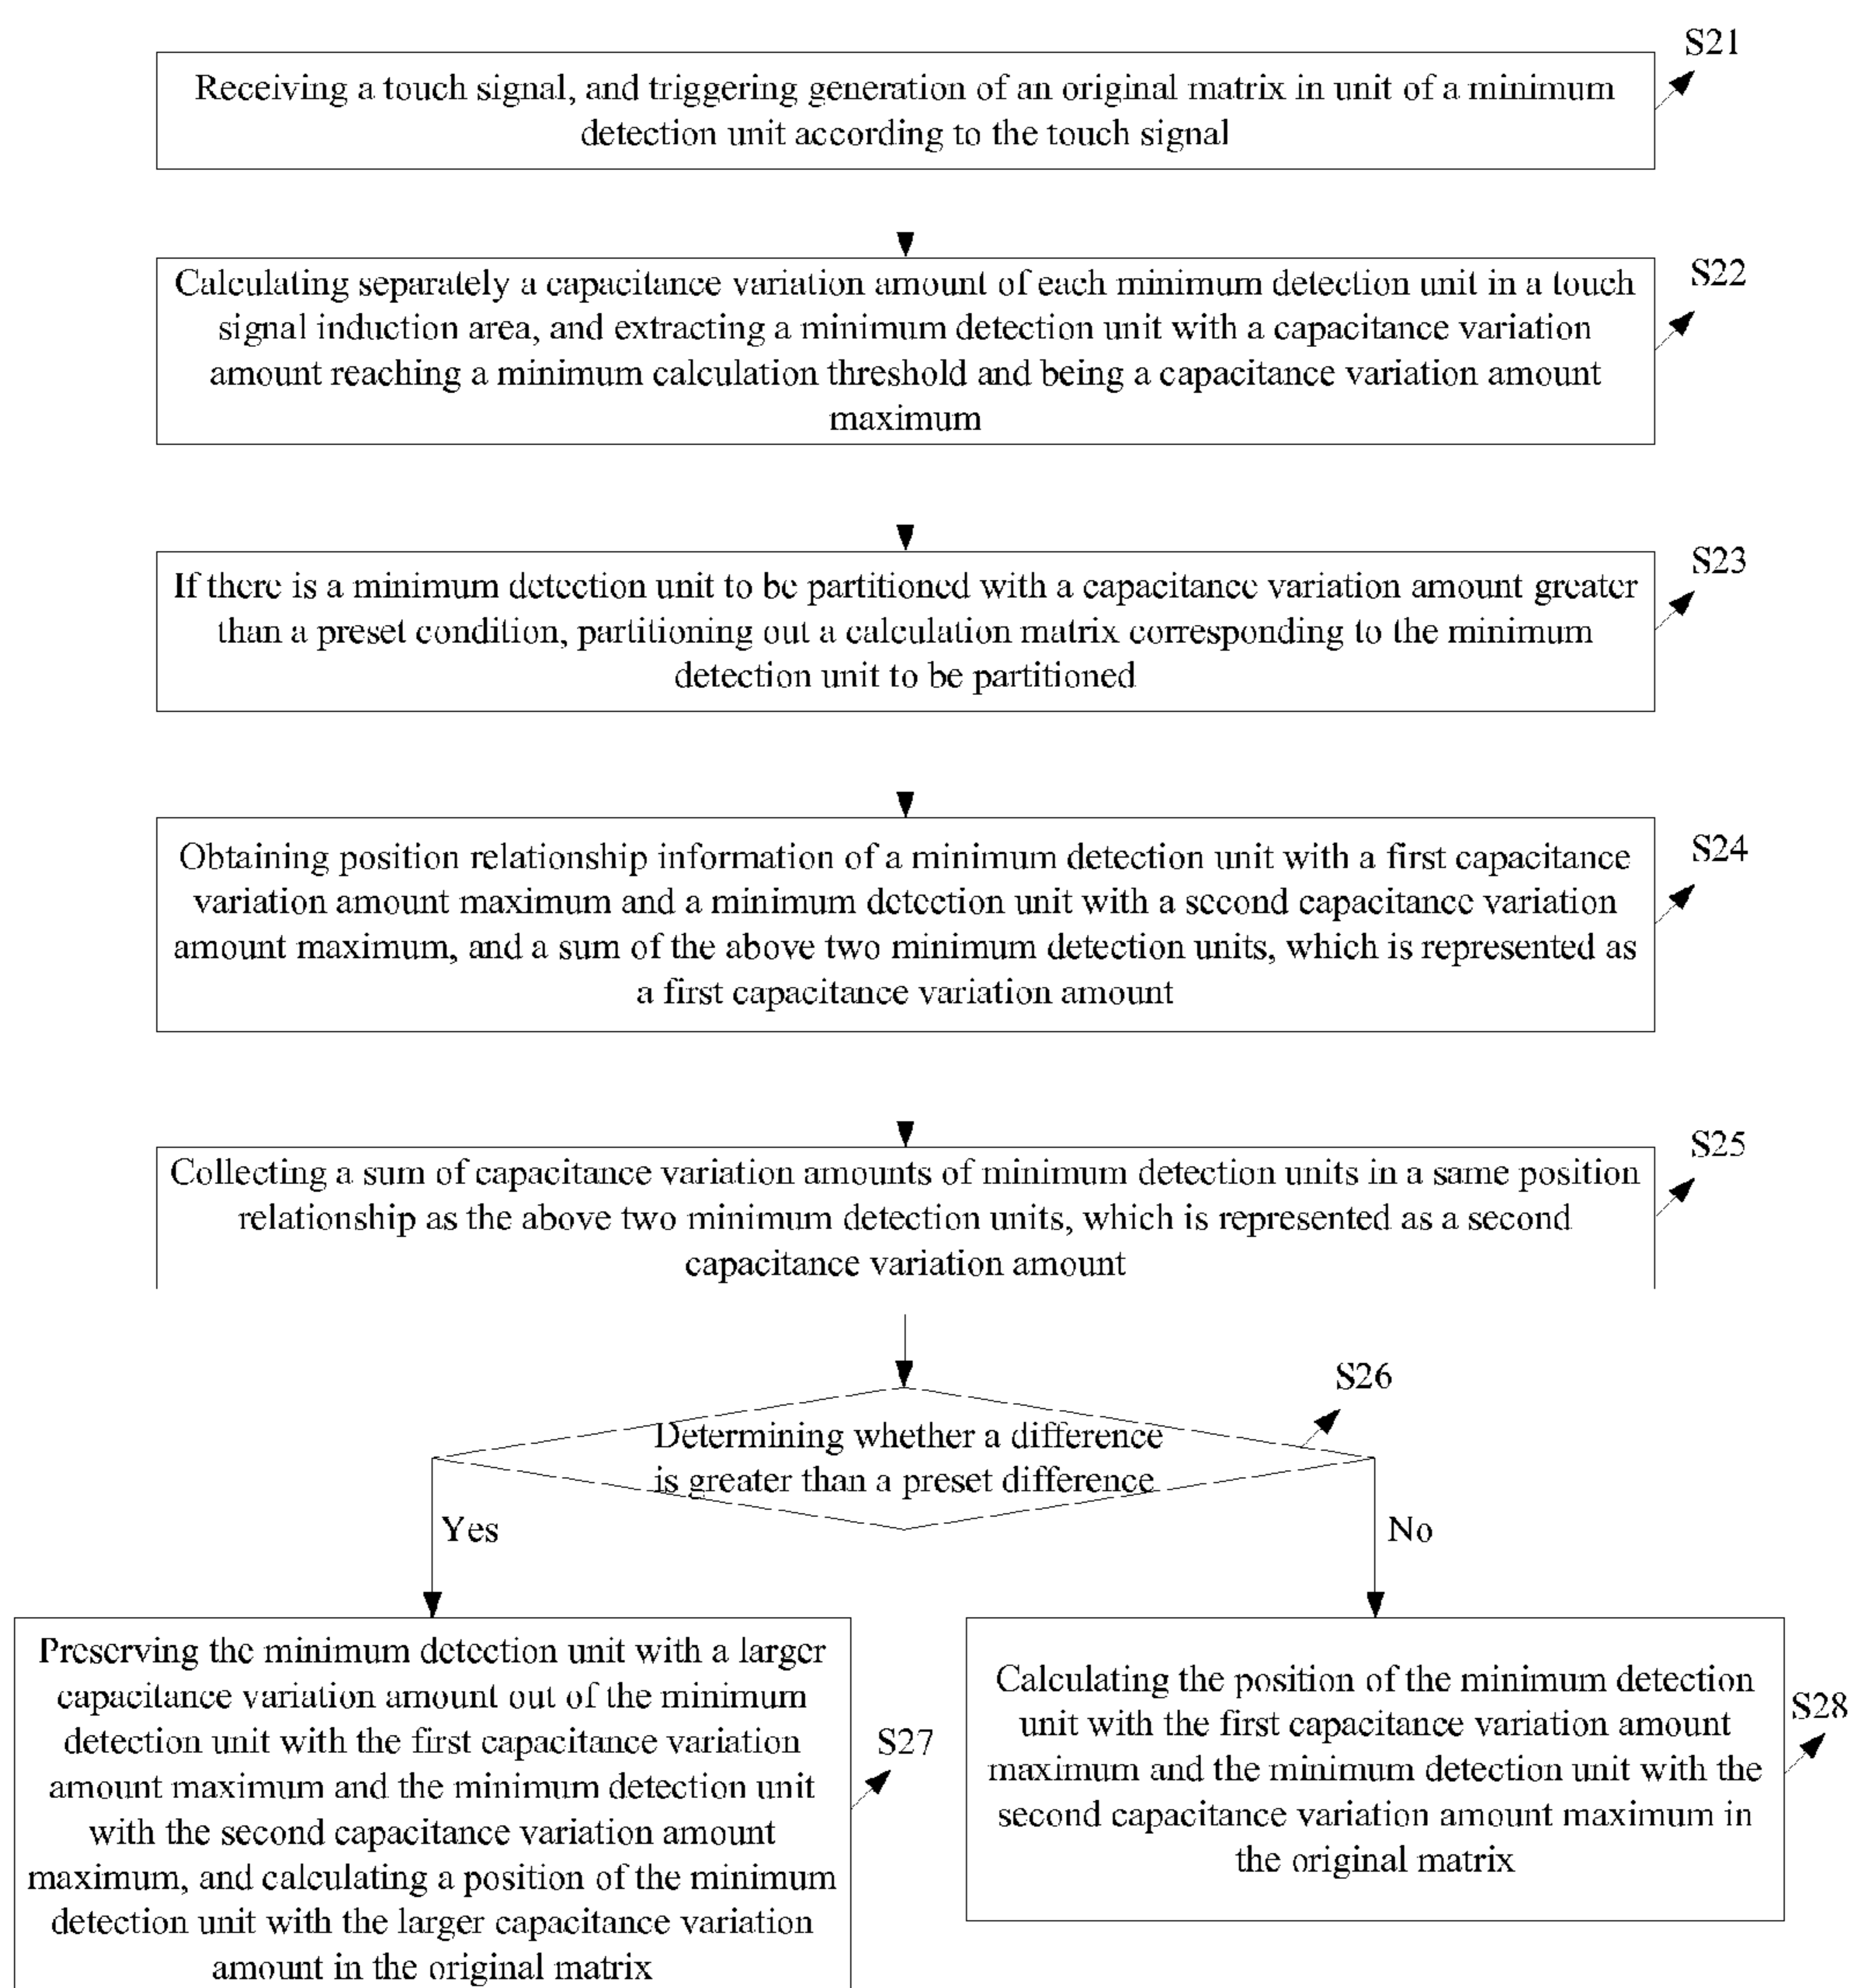 S21
Receiving a touch signal, and triggering generation of an original matrix in unit of a minimum
detection unit according to the touch signal
S22
Calculating separately a capacitance variation amount of each minimum detection unit in a touch
signal induction area, and extracting a minimum detection unit with a capacitance variation
amount reaching a minimum calculation threshold and being a capacitance variation amount
maximum
S23
If there is a minimum detection unit to be partitioned with a capacitance variation amount greater
than a preset condition, partitioning out a calculation matrix corresponding to the minimum
detection unit to be partitioned
S24
Obtaining position relationship information of a minimum detection unit with a first capacitance
variation amount maximum and a minimum detection unit with a second capacitance variation
amount maximum, and a sum of the above two minimum detection units, which is represented as
a first capacitance variation amount
S25
Collecting a sum of capacitance variation amounts of minimum detection units in a same position
relationship as the above two minimum detection units, which is represented as a second
capacitance variation amount
S26
Determining whether a difference
is greater than a preset difference
Yes
No
Preserving the minimum detection unit with a larger
capacitance variation amount out of the minimum
detection unit with the first capacitance variation
amount maximum and the minimum detection unit
with the second capacitance variation amount
maximum, and calculating a position of the minimum
detection unit with the larger capacitance variation
amount in the original matrix
S27
Calculating the position of the minimum detection
unit with the first capacitance variation amount
maximum and the minimum detection unit with the
second capacitance variation amount maximum in
the original matrix
S28